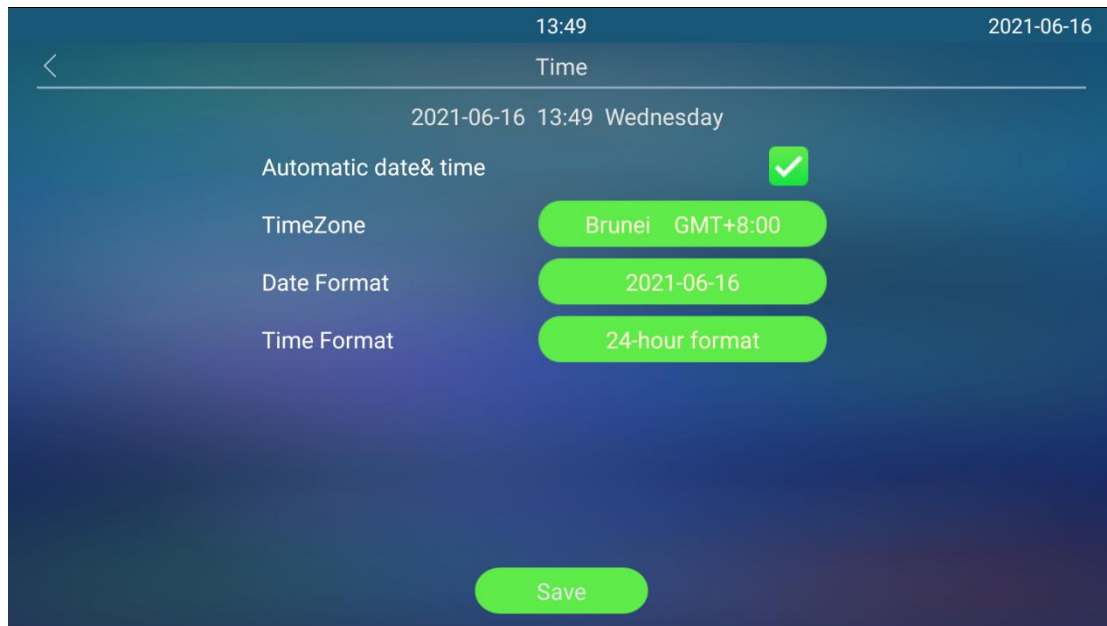 13:49 2021-06-16
Time
2021-06-16 13:49 Wednesday
Automatic date& time
TimeZone Brunei GMT+8:00
Date Format 2021-06-16
Time Format 24-hour format
Save